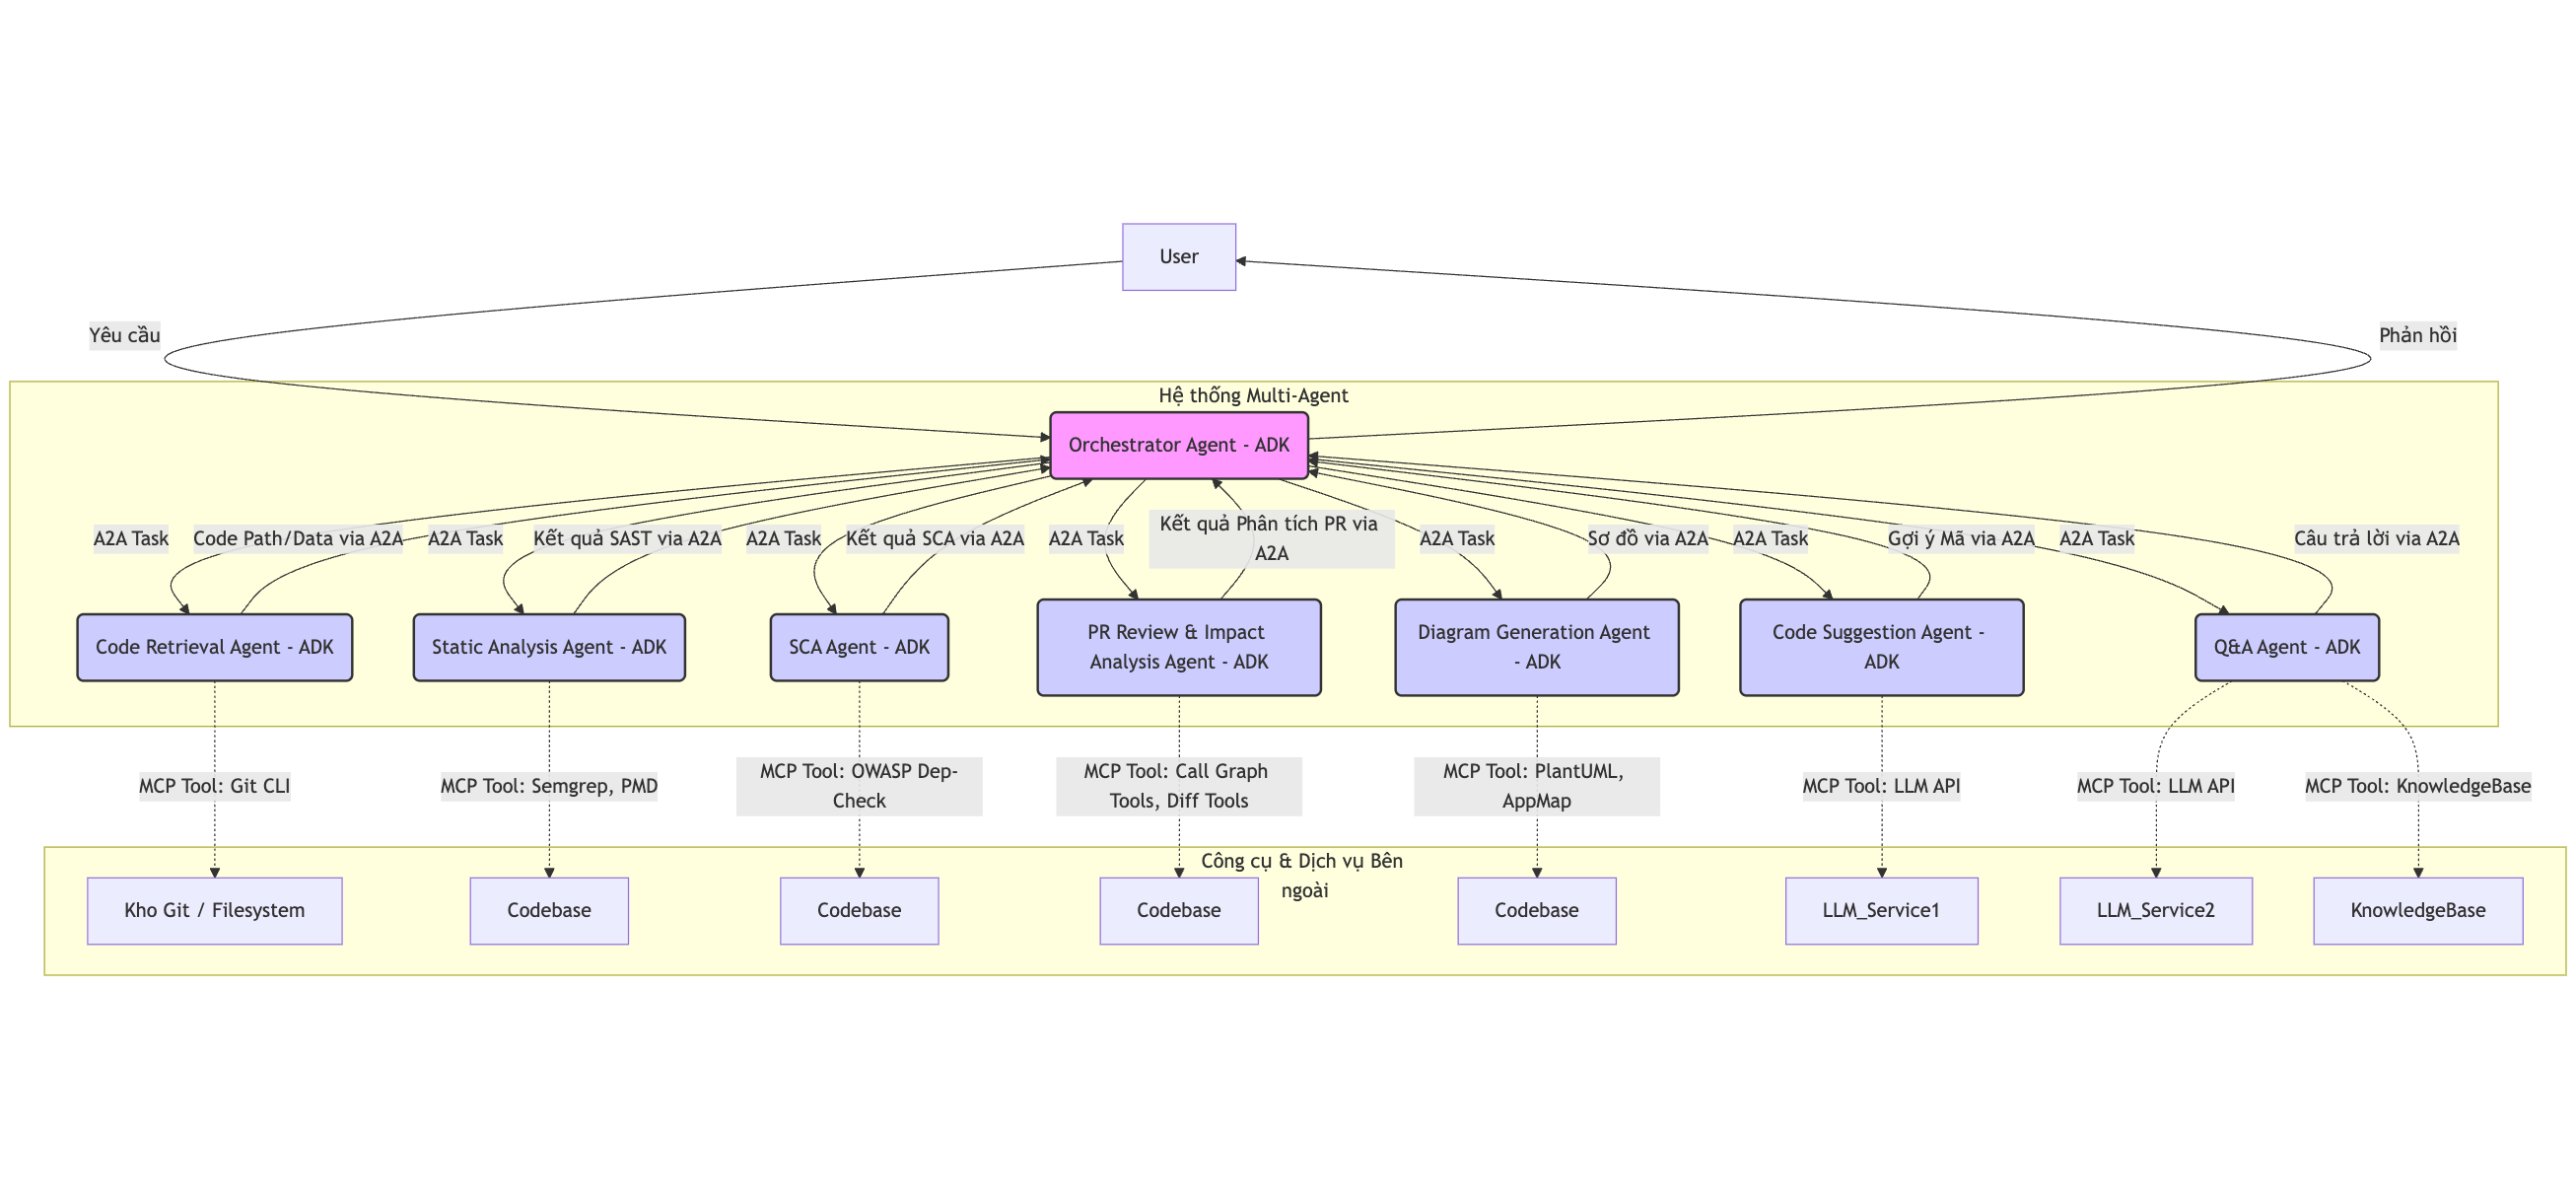 User
Yêu cầu
Phản hồi
Hệ thống Multi-Agent
Orchestrator Agent - ADK
A2A Task
Code Path/Data via A2A
A2A Task
Kết quả SAST via A2A
A2A Task
Kết quả SCA via A2A
A2A Task
Kết quả Phân tích PR via
A2A
A2A Task
Sơ đồ via A2A
A2A Task
Gợi ý Mã via A2A
A2A Task
Câu trả lời via A2A
Code Retrieval Agent - ADK
Static Analysis Agent - ADK
SCA Agent - ADK
PR Review & Impact
Analysis Agent - ADK
Diagram Generation Agent
- ADK
Code Suggestion Agent -
ADK
Q&A Agent - ADK
MCP Tool: Git CLI
MCP Tool: Semgrep, PMD
MCP Tool: OWASP Dep-
Check
MCP Tool: Call Graph
Tools, Diff Tools
MCP Tool: PlantUML,
AppMap
MCP Tool: LLM API
MCP Tool: LLM API
MCP Tool: KnowledgeBase
Công cụ & Dịch vụ Bên
ngoài
Kho Git / Filesystem
Codebase
Codebase
Codebase
Codebase
LLM_Service1
LLM_Service2
KnowledgeBase